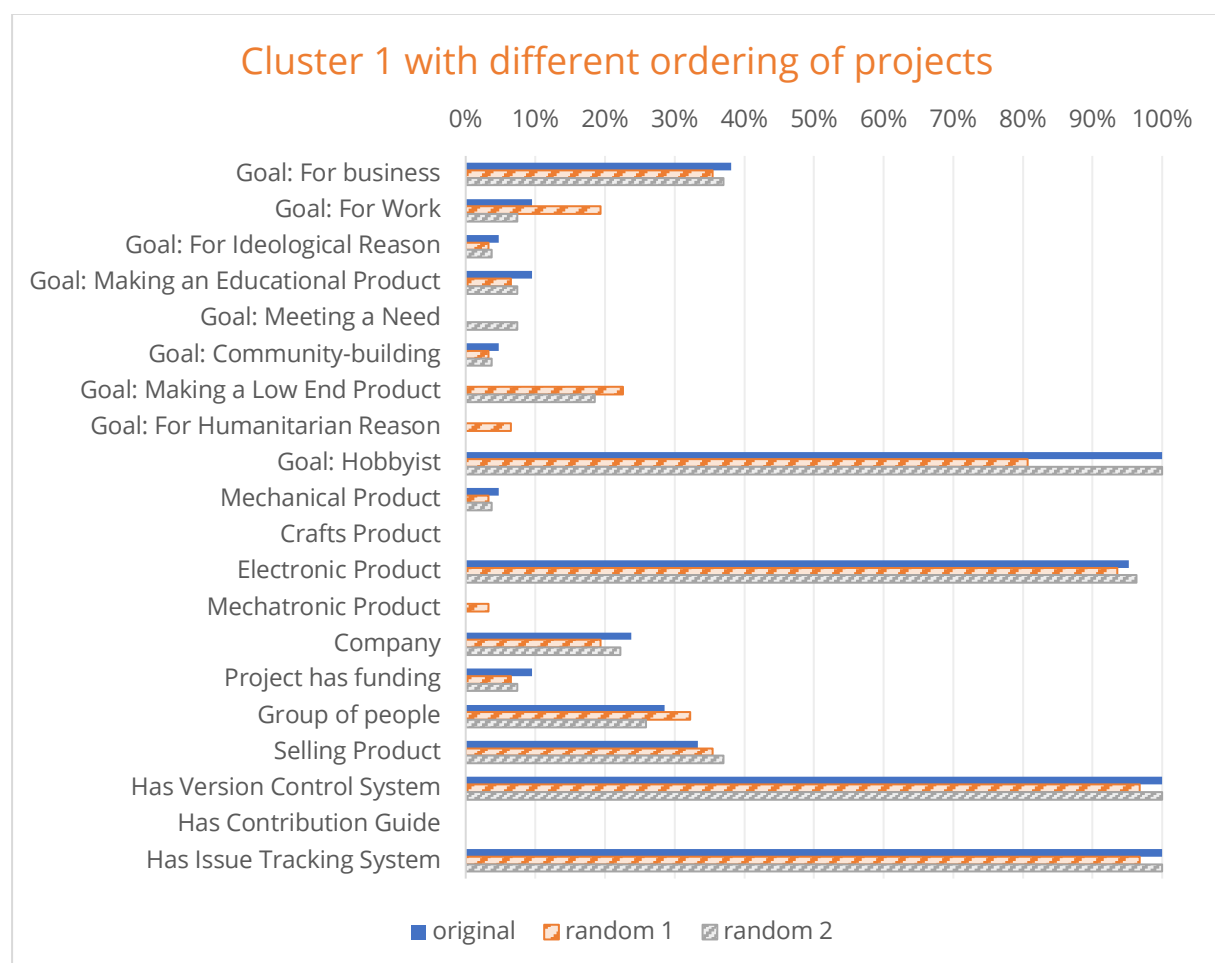 Cluster 1 with different ordering of projects
0% 10% 20% 30% 40% 50% 60% 70% 80% 90% 100%
Goal: For business
Goal: For Work
Goal: For Ideological Reason
Goal: Making an Educational Product
Goal: Meeting a Need
Goal: Community-building
Goal: Making a Low End Product
Goal: For Humanitarian Reason
Goal: Hobbyist
Mechanical Product
Crafts Product
Electronic Product
Mechatronic Product
Company
Project has funding
Group of people
Selling Product
Has Version Control System
Has Contribution Guide
Has Issue Tracking System
original random 1 random 2